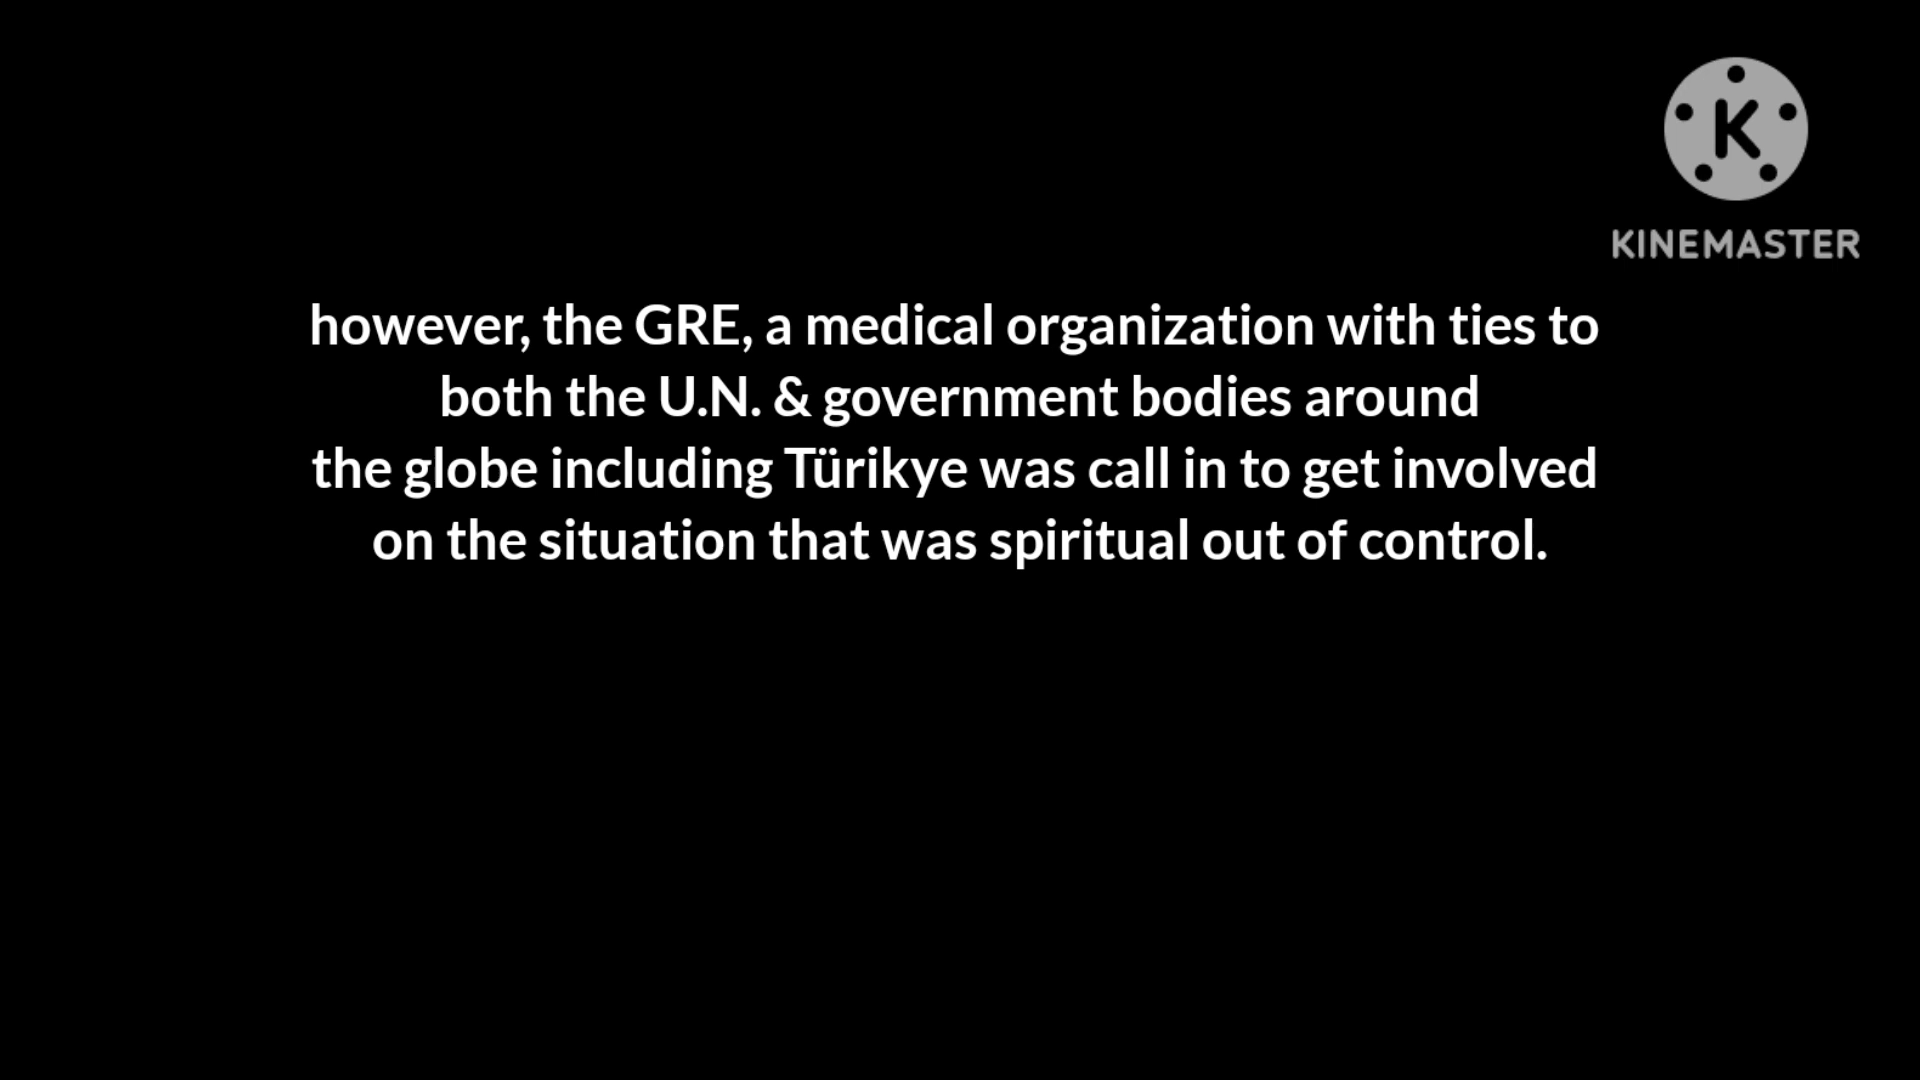 K
KINEMASTER
however, the GRE, a medical organization with ties to
both the U.N. & government bodies around
the globe including Türikye was call in to get involved
on the situation that was spiritual out of control.